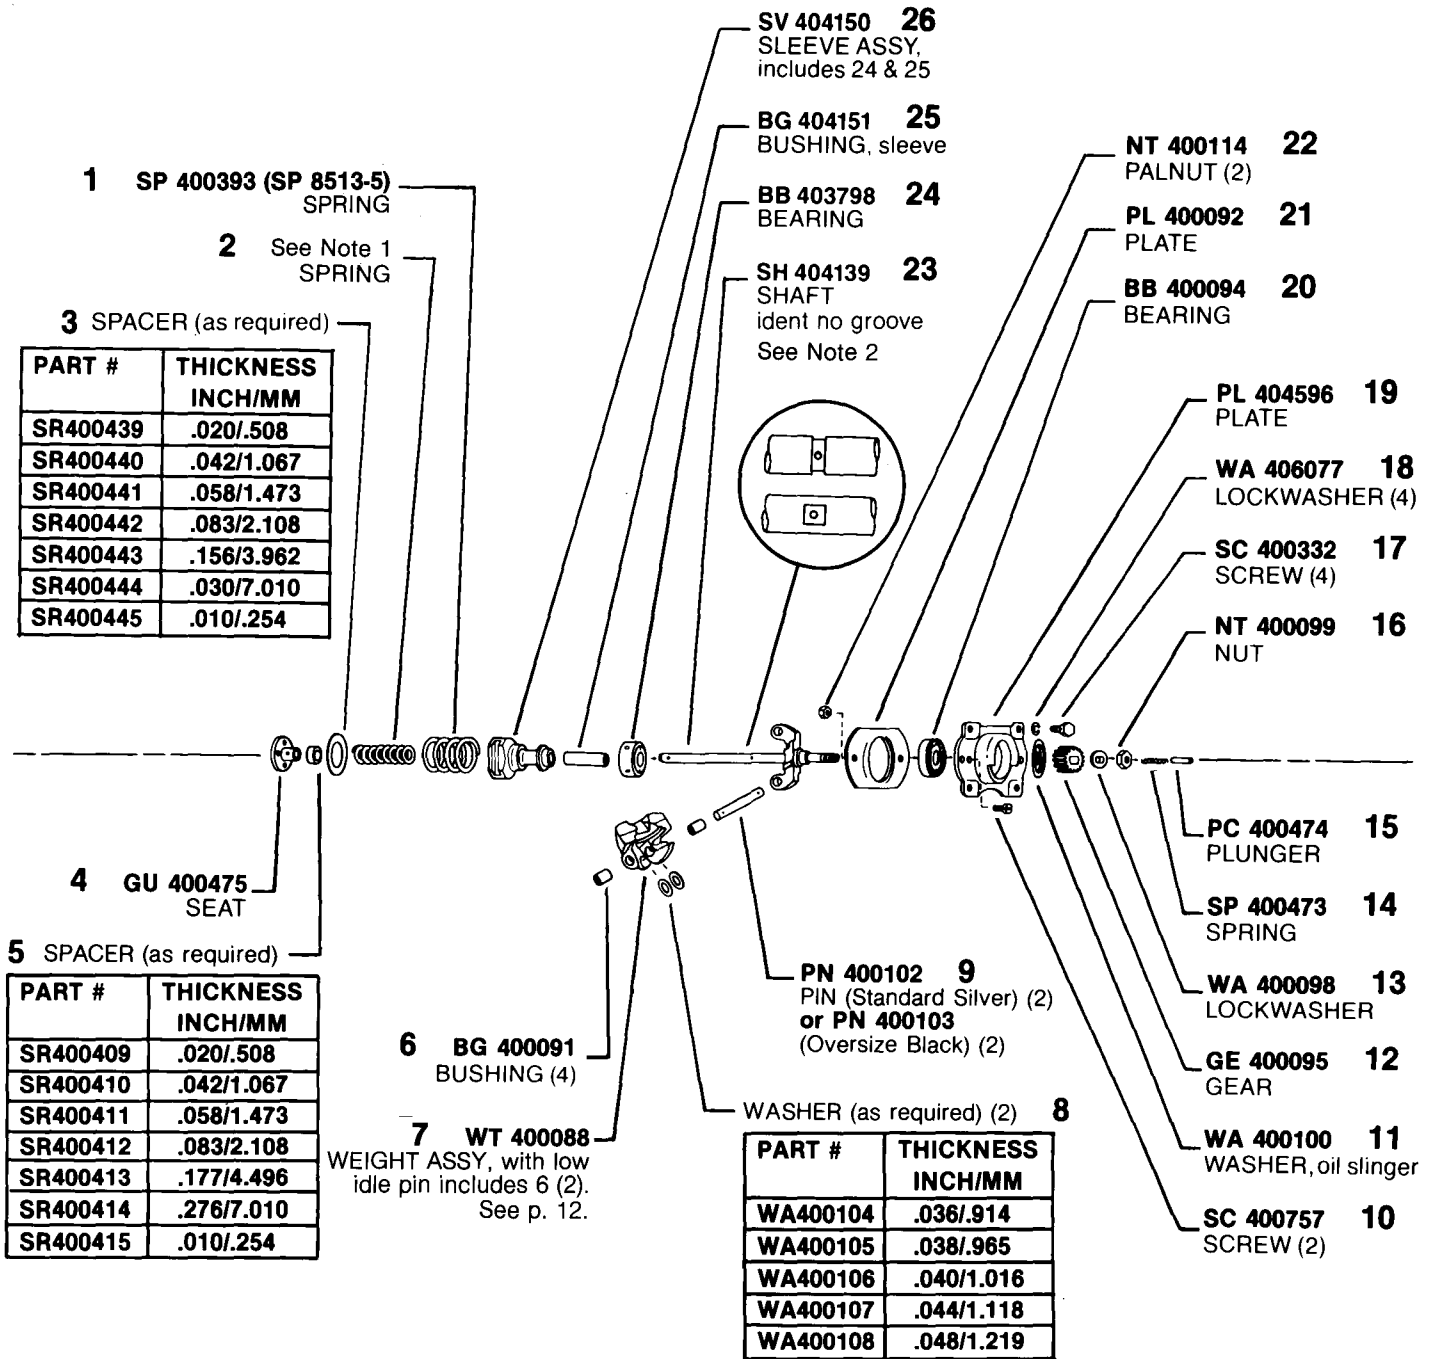 SV 404150 26
SLEEVE ASSY,
includes 24 & 25
BG 404151 25
BUSHING, sleeve
BB 403798 24
BEARING
SH 404139 23
SHAFT
ident no groove
See Note 2
1 SP 400393 (SP 8513-5)
SPRING
2 See Note 1
SPRING
3 SPACER (as required)
PART # THICKNESS
INCH/MM
SR400439 .020/.508
SR400440 .042/1.067
SR400441 .058/1.473
SR400442 .083/2.108
SR400443 .156/3.962
SR400444 .030/7.010
SR400445 .010/.254
NT 400114 22
PALNUT (2)
PL 400092 21
PLATE
BB 400094 20
BEARING
PL 404596 19
PLATE
WA 406077 18
LOCKWASHER (4)
SC 400332 17
SCREW (4)
NT 400099 16
NUT
4 GU 400475
SEAT
5 SPACER (as required)
PART # THICKNESS
INCH/MM
SR400409 .020/.508
SR400410 .042/1.067
SR400411 .058/1.473
SR400412 .083/2.108
SR400413 .177/4.496
SR400414 .276/7.010
SR400415 .010/.254
6 BG 400091
BUSHING (4)
7 WT 400088
WEIGHT ASSY, with low
idle pin includes 6 (2).
See p. 12.
PN 400102 9
PIN (Standard Silver) (2)
or PN 400103
(Oversize Black) (2)
WASHER (as required) (2) 8
PART # THICKNESS
INCH/MM
WA400104 .036/.914
WA400105 .038/.965
WA400106 .040/1.016
WA400107 .044/1.118
WA400108 .048/1.219
PC 400474 15
PLUNGER
SP 400473 14
SPRING
WA 400098 13
LOCKWASHER
GE 400095 12
GEAR
WA 400100 11
WASHER, oil slinger
SC 400757 10
SCREW (2)